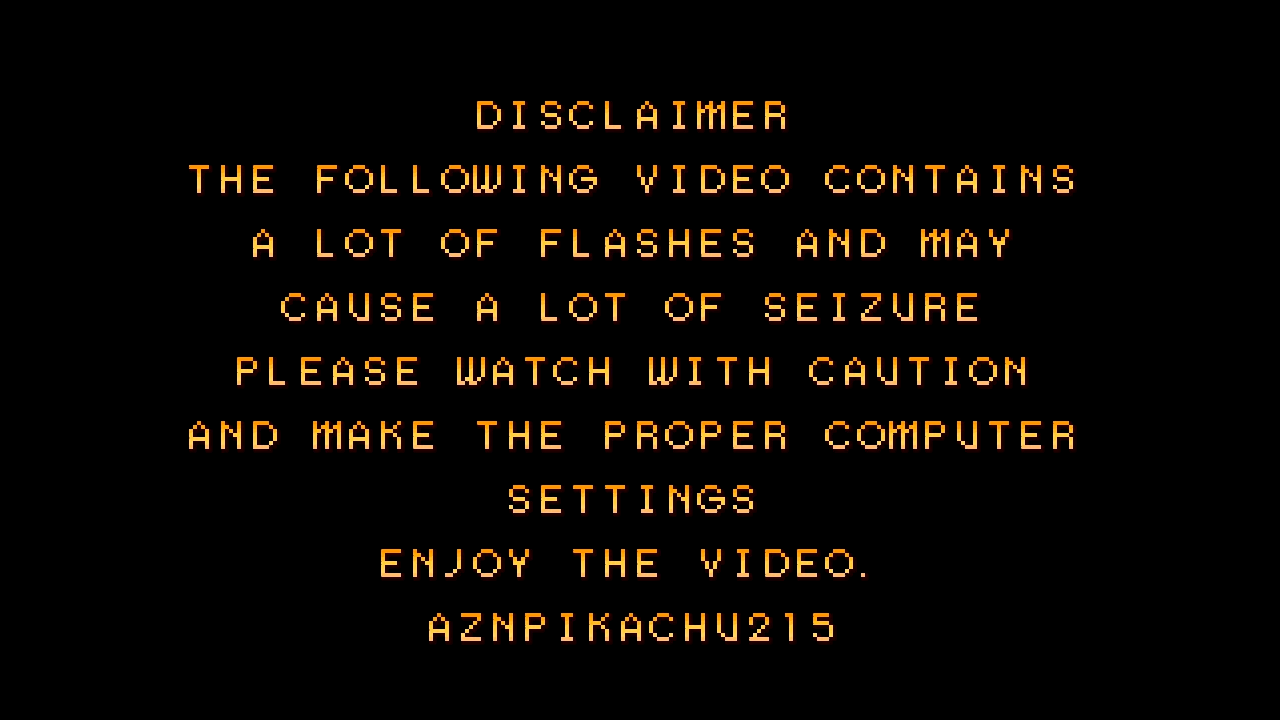 DISCLAIMER
THE FOLLOWING VIDEO CONTAINS
A LOT OF FLASHES AND MAY
CAUSE A LOT OF SEIZURE
PLEASE WATCH WITH CAUTION
AND MAKE THE PROPER COMPUTER
SETTINGS
ENJOY THE VIDEO.
AZNPIKACHU215